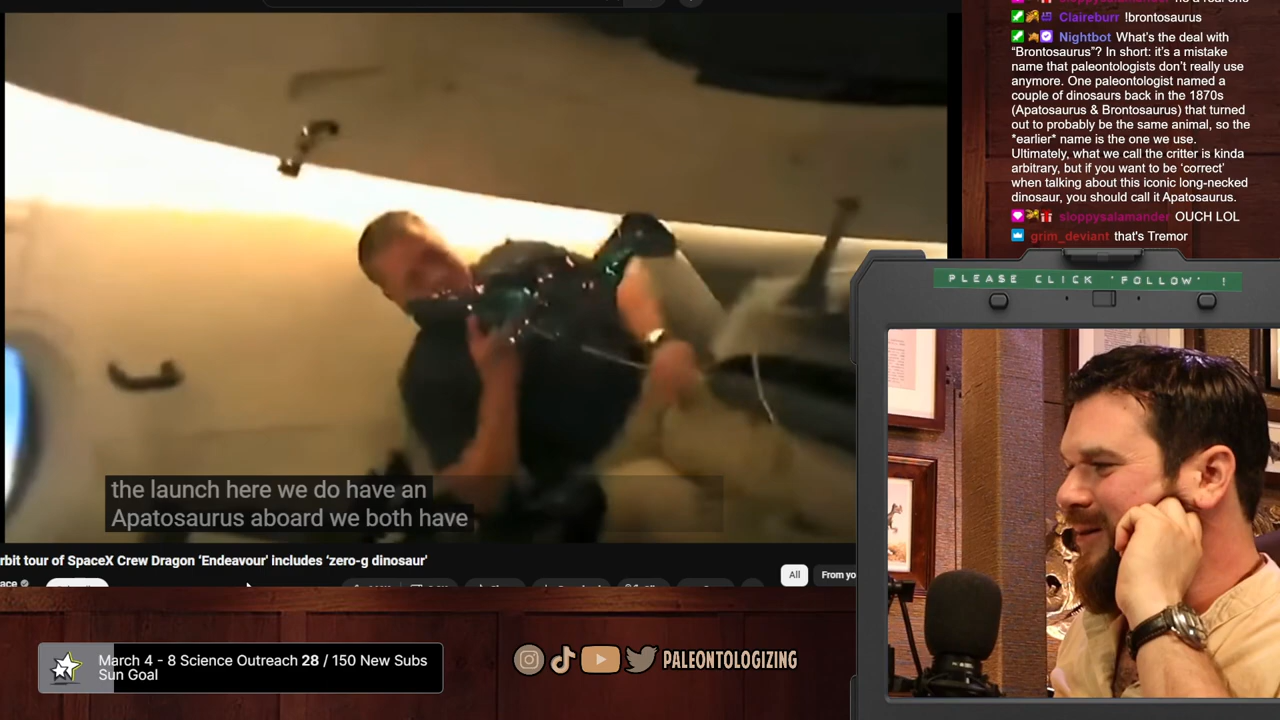 Claireburr !brontosaurus
Nightbot What's the deal with
"Brontosaurus"? In short: it's a mistake
name that paleontologists don't really use
anymore. One paleontologist named a
couple of dinosaurs back in the 1870s
(Apatosaurus & Brontosaurus) that turned
out to probably be the same animal, so the
*earlier* name is the one we use.
Ultimately, what we call the critter is kinda
arbitrary, but if you want to be 'correct'
when talking about this iconic long-necked
dinosaur, you should call it Apatosaurus.
sloppysalamander OUCH LOL
grim_deviant that's Tremor
PLEASE CLICK 'FOLLOW' !
the launch here we do have an
Apatosaurus aboard we both have
rbit tour of SpaceX Crew Dragon 'Endeavour' includes 'zero-g dinosaur'
All From yo
March 4 - 8 Science Outreach 28 / 150 New Subs
Sun Goal
PALEONTOLOGIZING